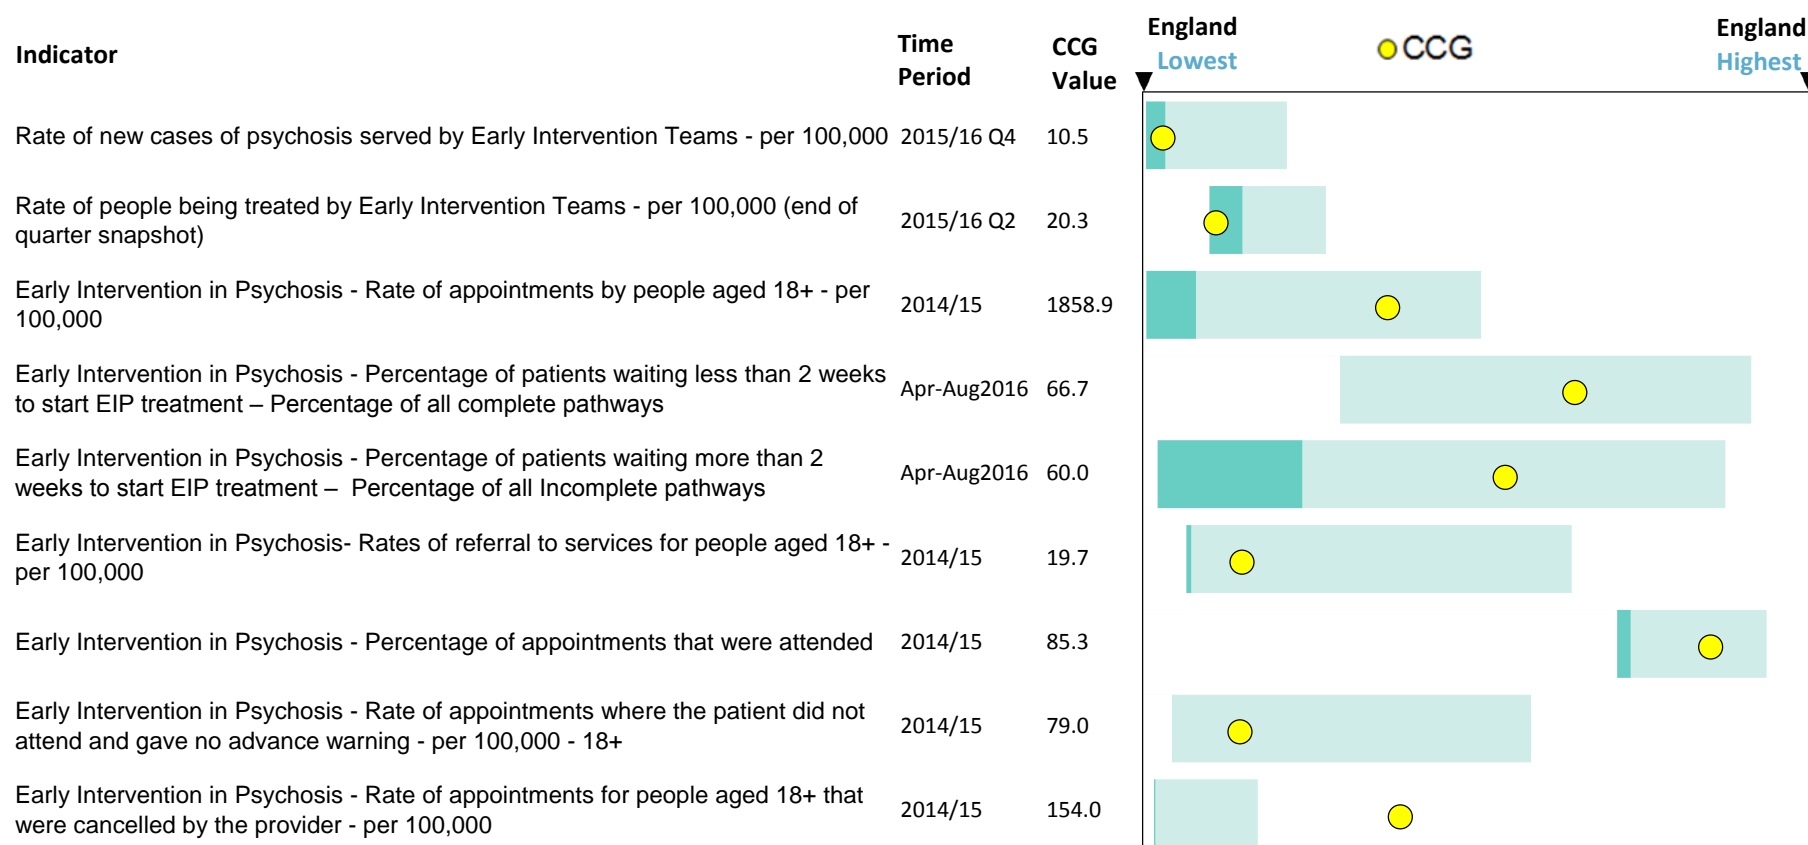 Indicator
Time
Period
CCG
Value
England
Lowest
CCG
England
Highest
Rate of new cases of psychosis served by Early Intervention Teams - per 100,000 2015/16 Q4 10.5
Rate of people being treated by Early Intervention Teams - per 100,000 (end of
quarter snapshot)
2015/16 Q2 20.3
Early Intervention in Psychosis - Rate of appointments by people aged 18+ - per
100,000
2014/15 1858.9
Early Intervention in Psychosis - Percentage of patients waiting less than 2 weeks
to start EIP treatment – Percentage of all complete pathways
Apr-Aug2016 66.7
Early Intervention in Psychosis - Percentage of patients waiting more than 2
weeks to start EIP treatment – Percentage of all Incomplete pathways
Apr-Aug2016 60.0
Early Intervention in Psychosis- Rates of referral to services for people aged 18+ -
per 100,000
2014/15 19.7
Early Intervention in Psychosis - Percentage of appointments that were attended 2014/15 85.3
Early Intervention in Psychosis - Rate of appointments where the patient did not
attend and gave no advance warning - per 100,000 - 18+
2014/15 79.0
Early Intervention in Psychosis - Rate of appointments for people aged 18+ that
were cancelled by the provider - per 100,000
2014/15 154.0